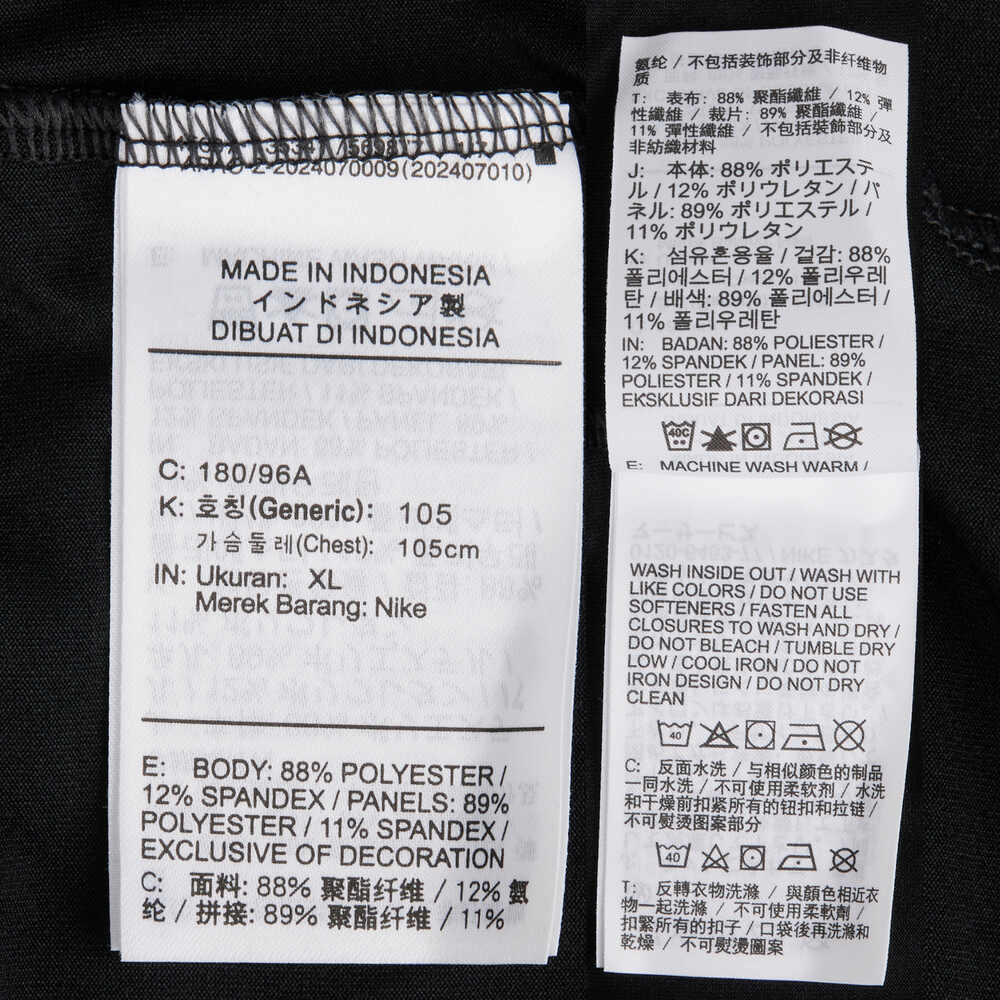 2-2024070009(202407010)
MADE IN INDONESIA
インドネシア製
DIBUAT DI INDONESIA
C: 180/96A
K: 호칭(Generic): 105
가슴둘레(Chest): 105cm
IN: Ukuran: XL
Merek Barang: Nike
E: BODY: 88% POLYESTER /
12% SPANDEX / PANELS: 89%
POLYESTER / 11% SPANDEX /
EXCLUSIVE OF DECORATION
C: 面料: 88% 聚酯纤维 / 12% 氨
纶 / 拼接: 89% 聚酯纤维 / 11%
氨纶 / 不包括装饰部分及非纤维物
质
T: 表布: 88% 聚酯纖維 / 12% 彈
性纖維 / 裁片: 89% 聚酯纖維 /
11% 彈性纖維 / 不包括裝飾部分及
非紡織材料
J: 本体: 88% ポリエステ
ル / 12% ポリウレタン / パ
ネル: 89% ポリエステル /
11% ポリウレタン
K: 섬유혼용율 / 겉감: 88%
폴리에스터 / 12% 폴리우레
탄 / 배색: 89% 폴리에스터 /
11% 폴리우레탄
IN: BADAN: 88% POLIESTER /
12% SPANDEK / PANEL: 89%
POLIESTER / 11% SPANDEK /
EKSKLUSIF DARI DEKORASI
40C
E: MACHINE WASH WARM /
WASH INSIDE OUT / WASH WITH
LIKE COLORS / DO NOT USE
SOFTENERS / FASTEN ALL
CLOSURES TO WASH AND DRY /
DO NOT BLEACH / TUMBLE DRY
LOW / COOL IRON / DO NOT
IRON DESIGN / DO NOT DRY
CLEAN
40
C: 反面水洗 / 与相似颜色的制品
一同水洗 / 不可使用柔软剂 / 水洗
和干燥前扣紧所有的钮扣和拉链 /
不可熨烫图案部分
40
T: 反轉衣物洗滌 / 與顏色相近衣
物一起洗滌 / 不可使用柔軟劑 /
扣緊所有的扣子 / 口袋後再洗滌和
乾燥 / 不可熨燙圖案